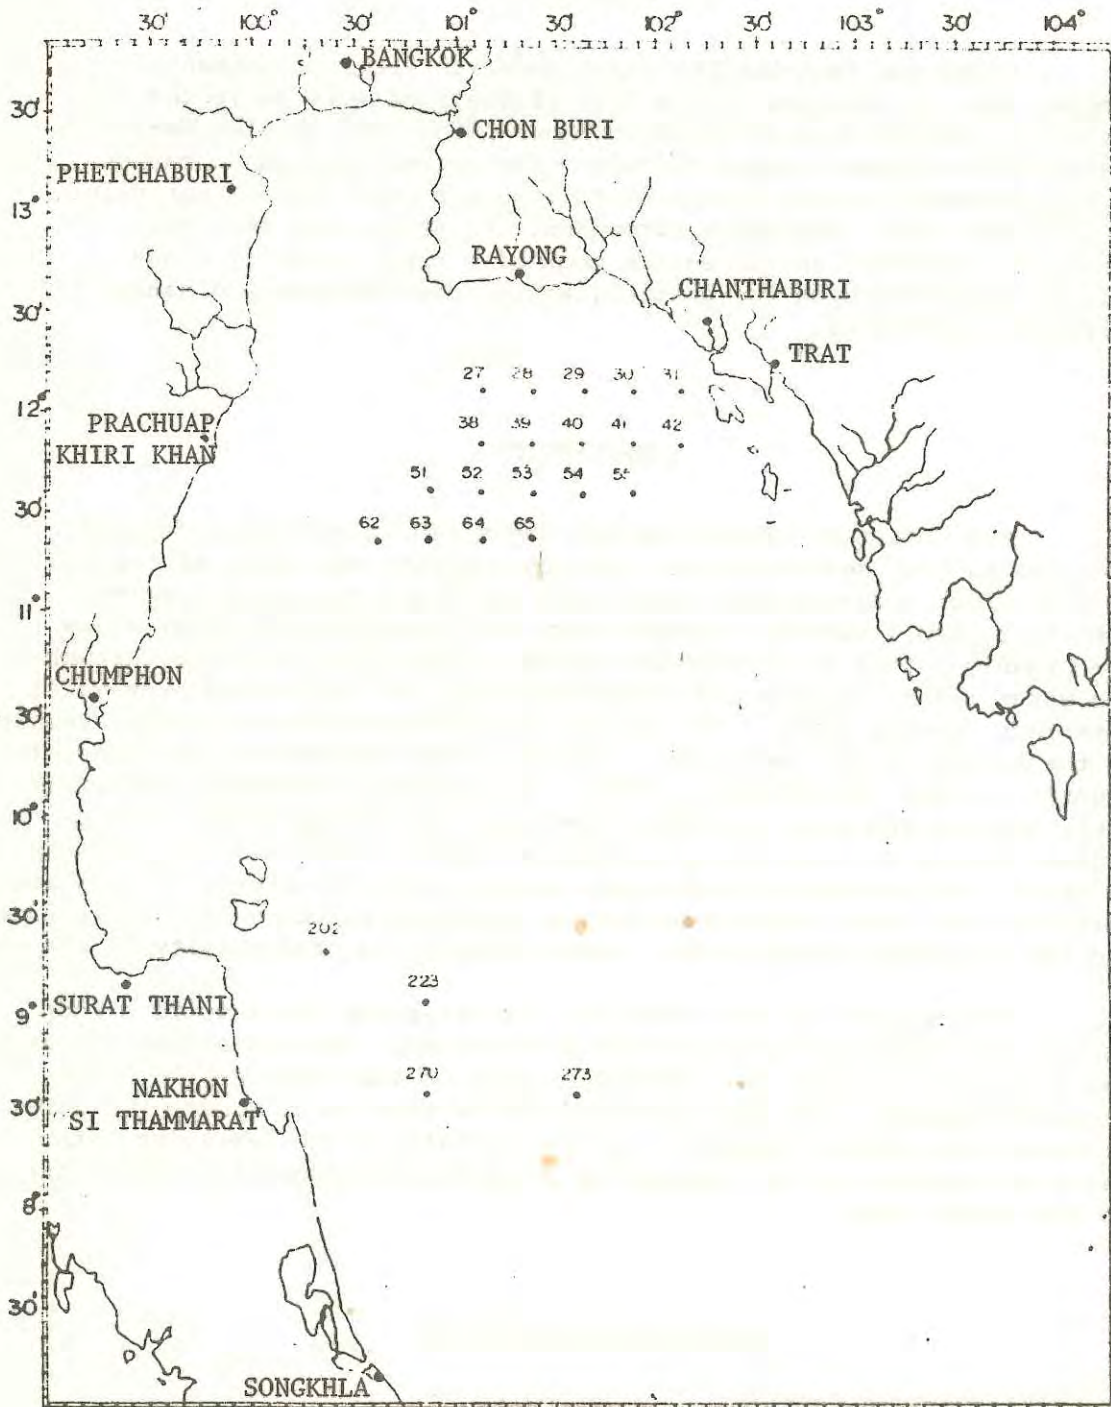 30' 100° 30' 101° 30' 102° 30' 103° 30' 104°
BANGKOK
30'
CHON BURI
PHETCHABURI
13°
RAYONG
CHANTHABURI
30'
TRAT
27 28 29 30 31
12°
PRACHUAP
KHIRI KHAN
38 39 40 41 42
51 52 53 54 55
30'
62 63 64 65
11°
CHUMPHON
30'
10°
30'
202
SURAT THANI
223
9°
NAKHON
SI THAMMARAT
270 273
30'
8°
30'
SONGKHLA